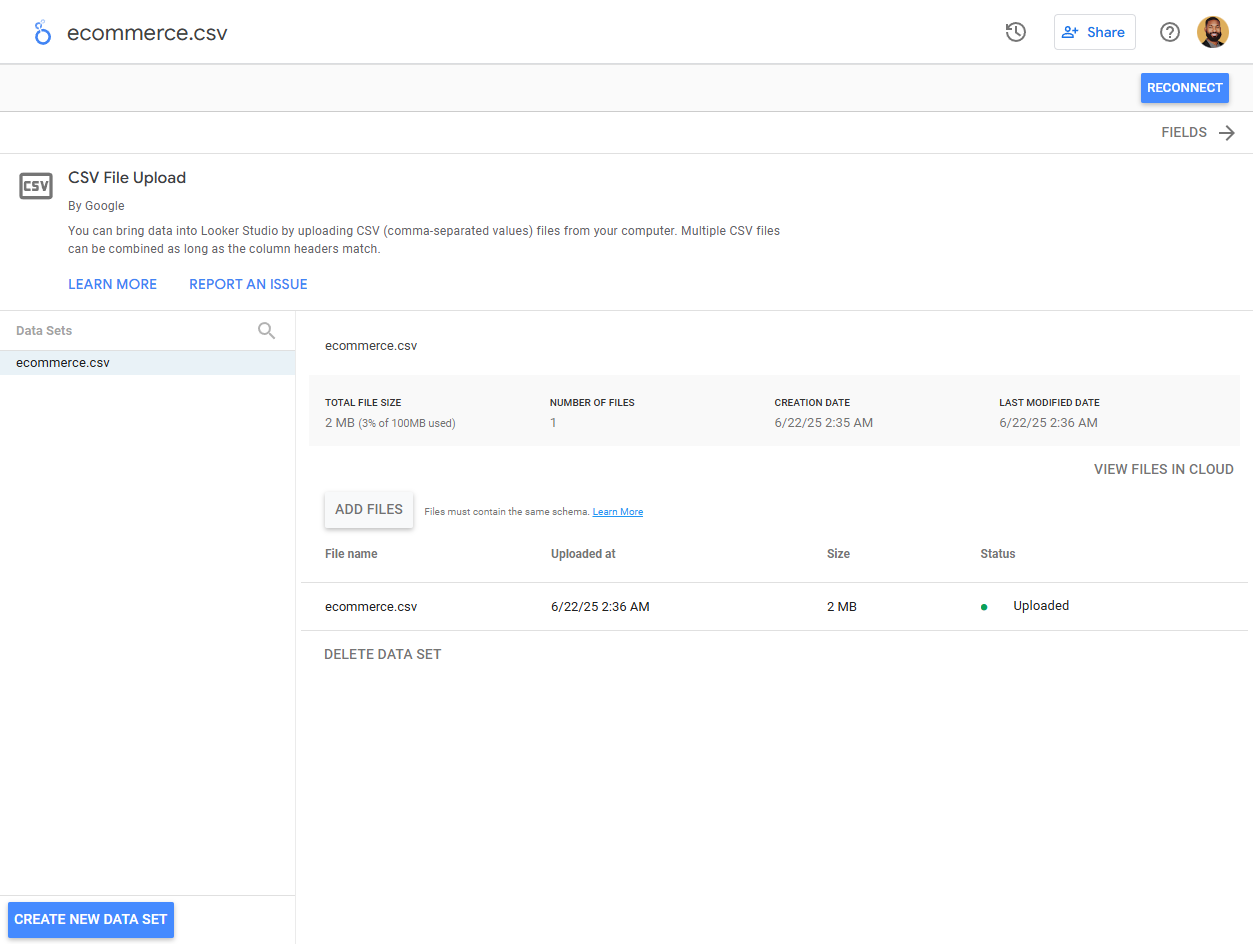 ecommerce.csv
Share
RECONNECT
FIELDS
CSV
CSV File Upload
By Google
You can bring data into Looker Studio by uploading CSV (comma-separated values) files from your computer. Multiple CSV files
can be combined as long as the column headers match.
LEARN MORE REPORT AN ISSUE
Data Sets
ecommerce.csv
ecommerce.csv
TOTAL FILE SIZE NUMBER OF FILES CREATION DATE LAST MODIFIED DATE
2 MB (3% of 100MB used) 1 6/22/25 2:35 AM 6/22/25 2:36 AM
VIEW FILES IN CLOUD
ADD FILES Files must contain the same schema. Learn More
File name Uploaded at Size Status
ecommerce.csv 6/22/25 2:36 AM 2 MB Uploaded
DELETE DATA SET
CREATE NEW DATA SET